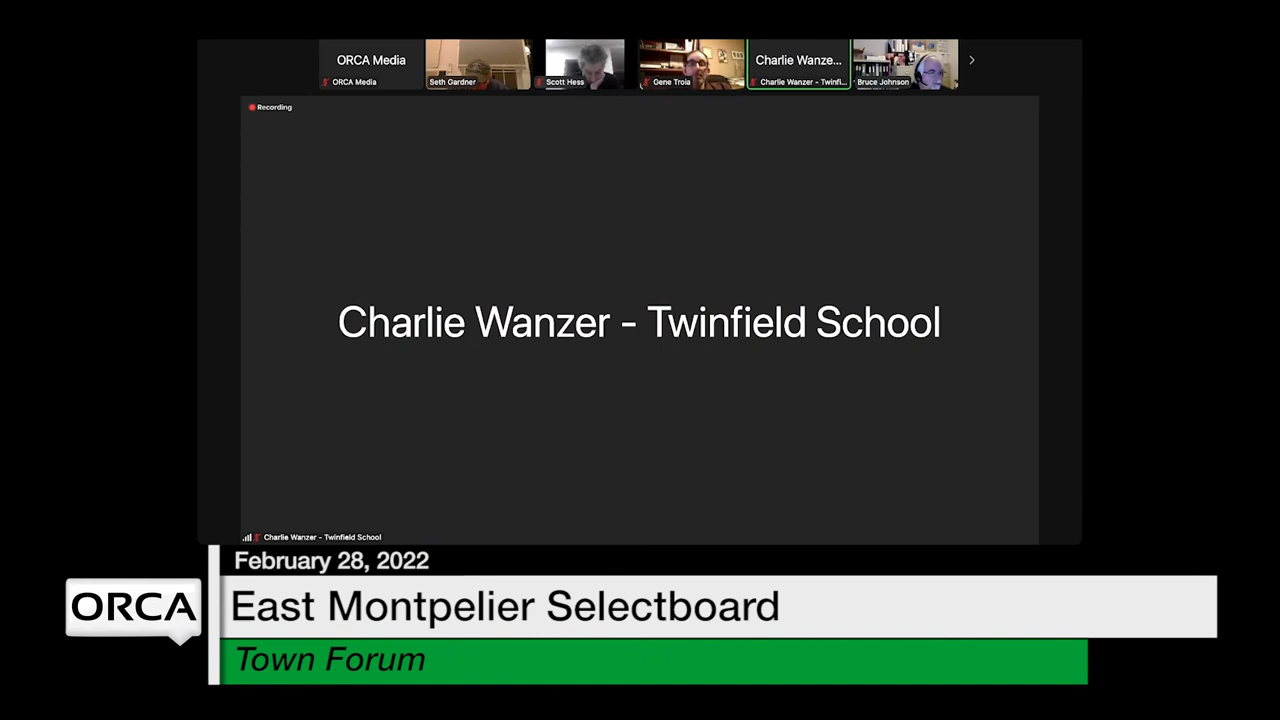 ORCA Media
Charlie Wanze...
ORCA Media
Seth Gardner
Scott Hess
Gene Troia
Charlie Wanzer - Twinfi...
Bruce Johnson
Recording
Charlie Wanzer - Twinfield School
Charlie Wanzer - Twinfield School
February 28, 2022
ORCA
East Montpelier Selectboard
Town Forum